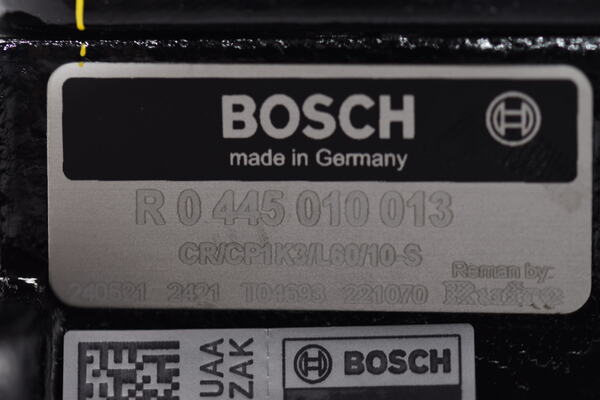 BOSCH
made in Germany
R 0 445 010 013
CR/CP1K3/L60/10-S
Reman by:
240521 2421 T04693 221070
UAA
ZAK
BOSCH